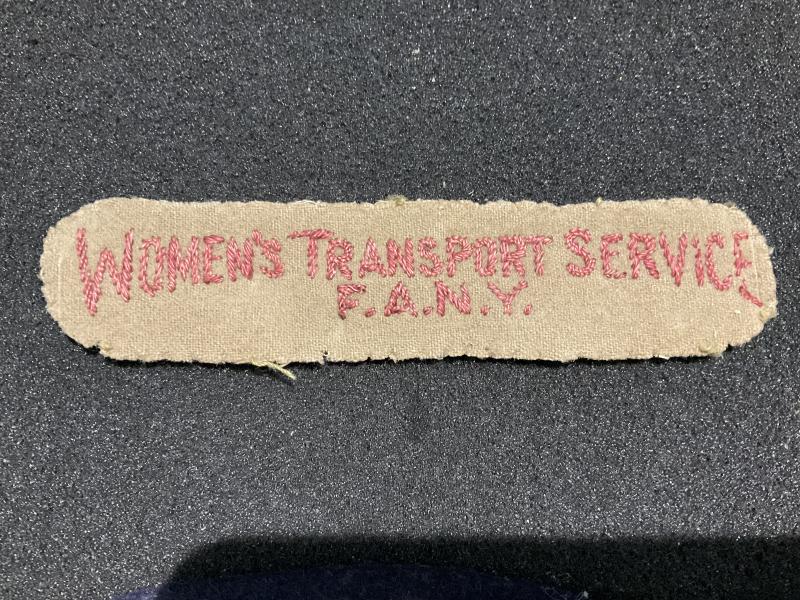 WOMEN'S TRANSPORT SERVICE
F.A.N.Y.